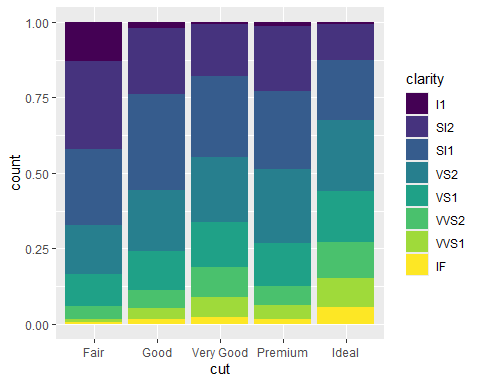 1.00
0.75
0.50
0.25
0.00
count
Fair Good Very Good Premium Ideal
cut
clarity
I1
SI2
SI1
VS2
VS1
VVS2
VVS1
IF